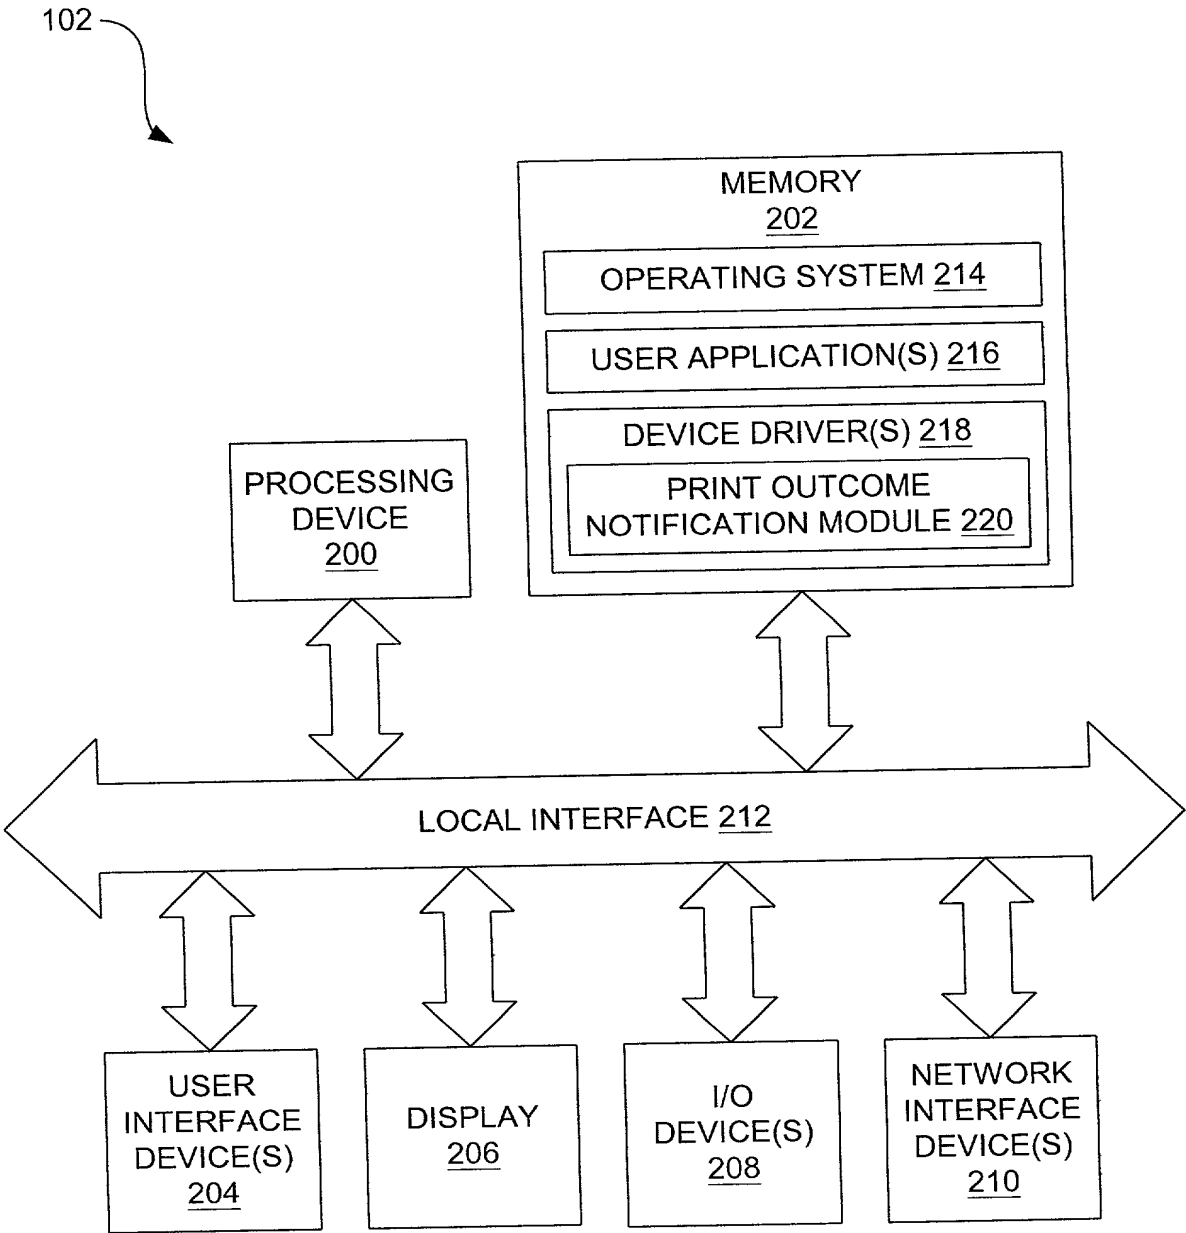 102
MEMORY
202
OPERATING SYSTEM 214
USER APPLICATION(S) 216
DEVICE DRIVER(S) 218
PRINT OUTCOME
NOTIFICATION MODULE 220
PROCESSING
DEVICE
200
LOCAL INTERFACE 212
USER
INTERFACE
DEVICE(S)
204
DISPLAY
206
I/O
DEVICE(S)
208
NETWORK
INTERFACE
DEVICE(S)
210